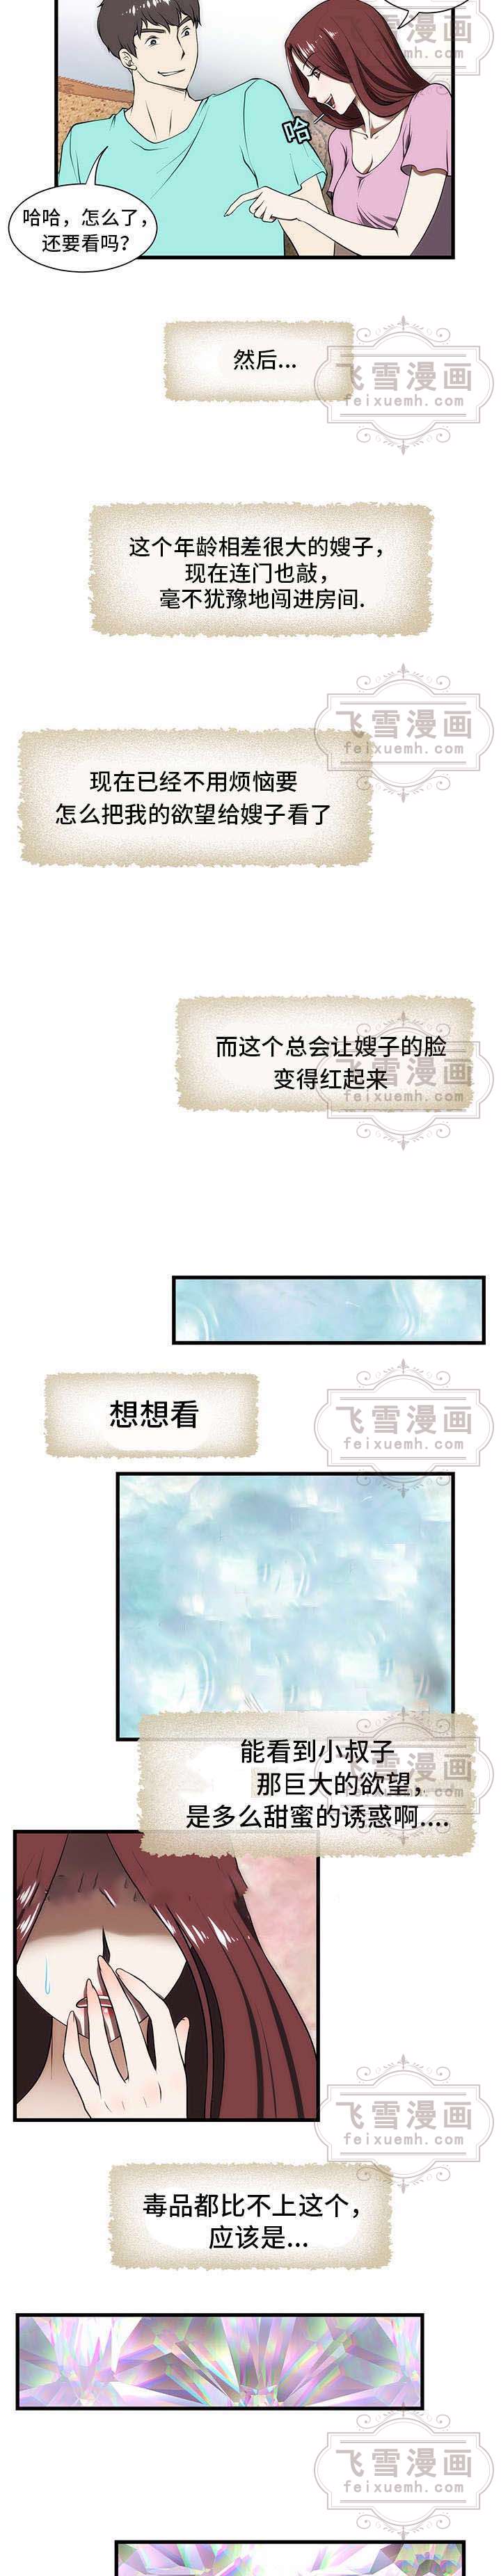 飞雪漫画
feixuemh.com
哈
哈哈，怎么了，
还要看吗？
然后...
飞雪漫画
feixuemh.com
这个年龄相差很大的嫂子，
现在连门也敲，
毫不犹豫地闯进房间.
飞雪漫画
feixuemh.com
现在已经不用烦恼要
怎么把我的欲望给嫂子看了
而这个总会让嫂子的脸
变得红起来
飞雪漫画
feixuemh.com
想想看
飞雪漫画
feixuemh.com
能看到小叔子
那巨大的欲望，
是多么甜蜜的诱惑啊....
飞雪漫画
feixuemh.com
飞雪漫画
feixuemh.com
毒品都比不上这个，
应该是...
飞雪漫画
feixuemh.com